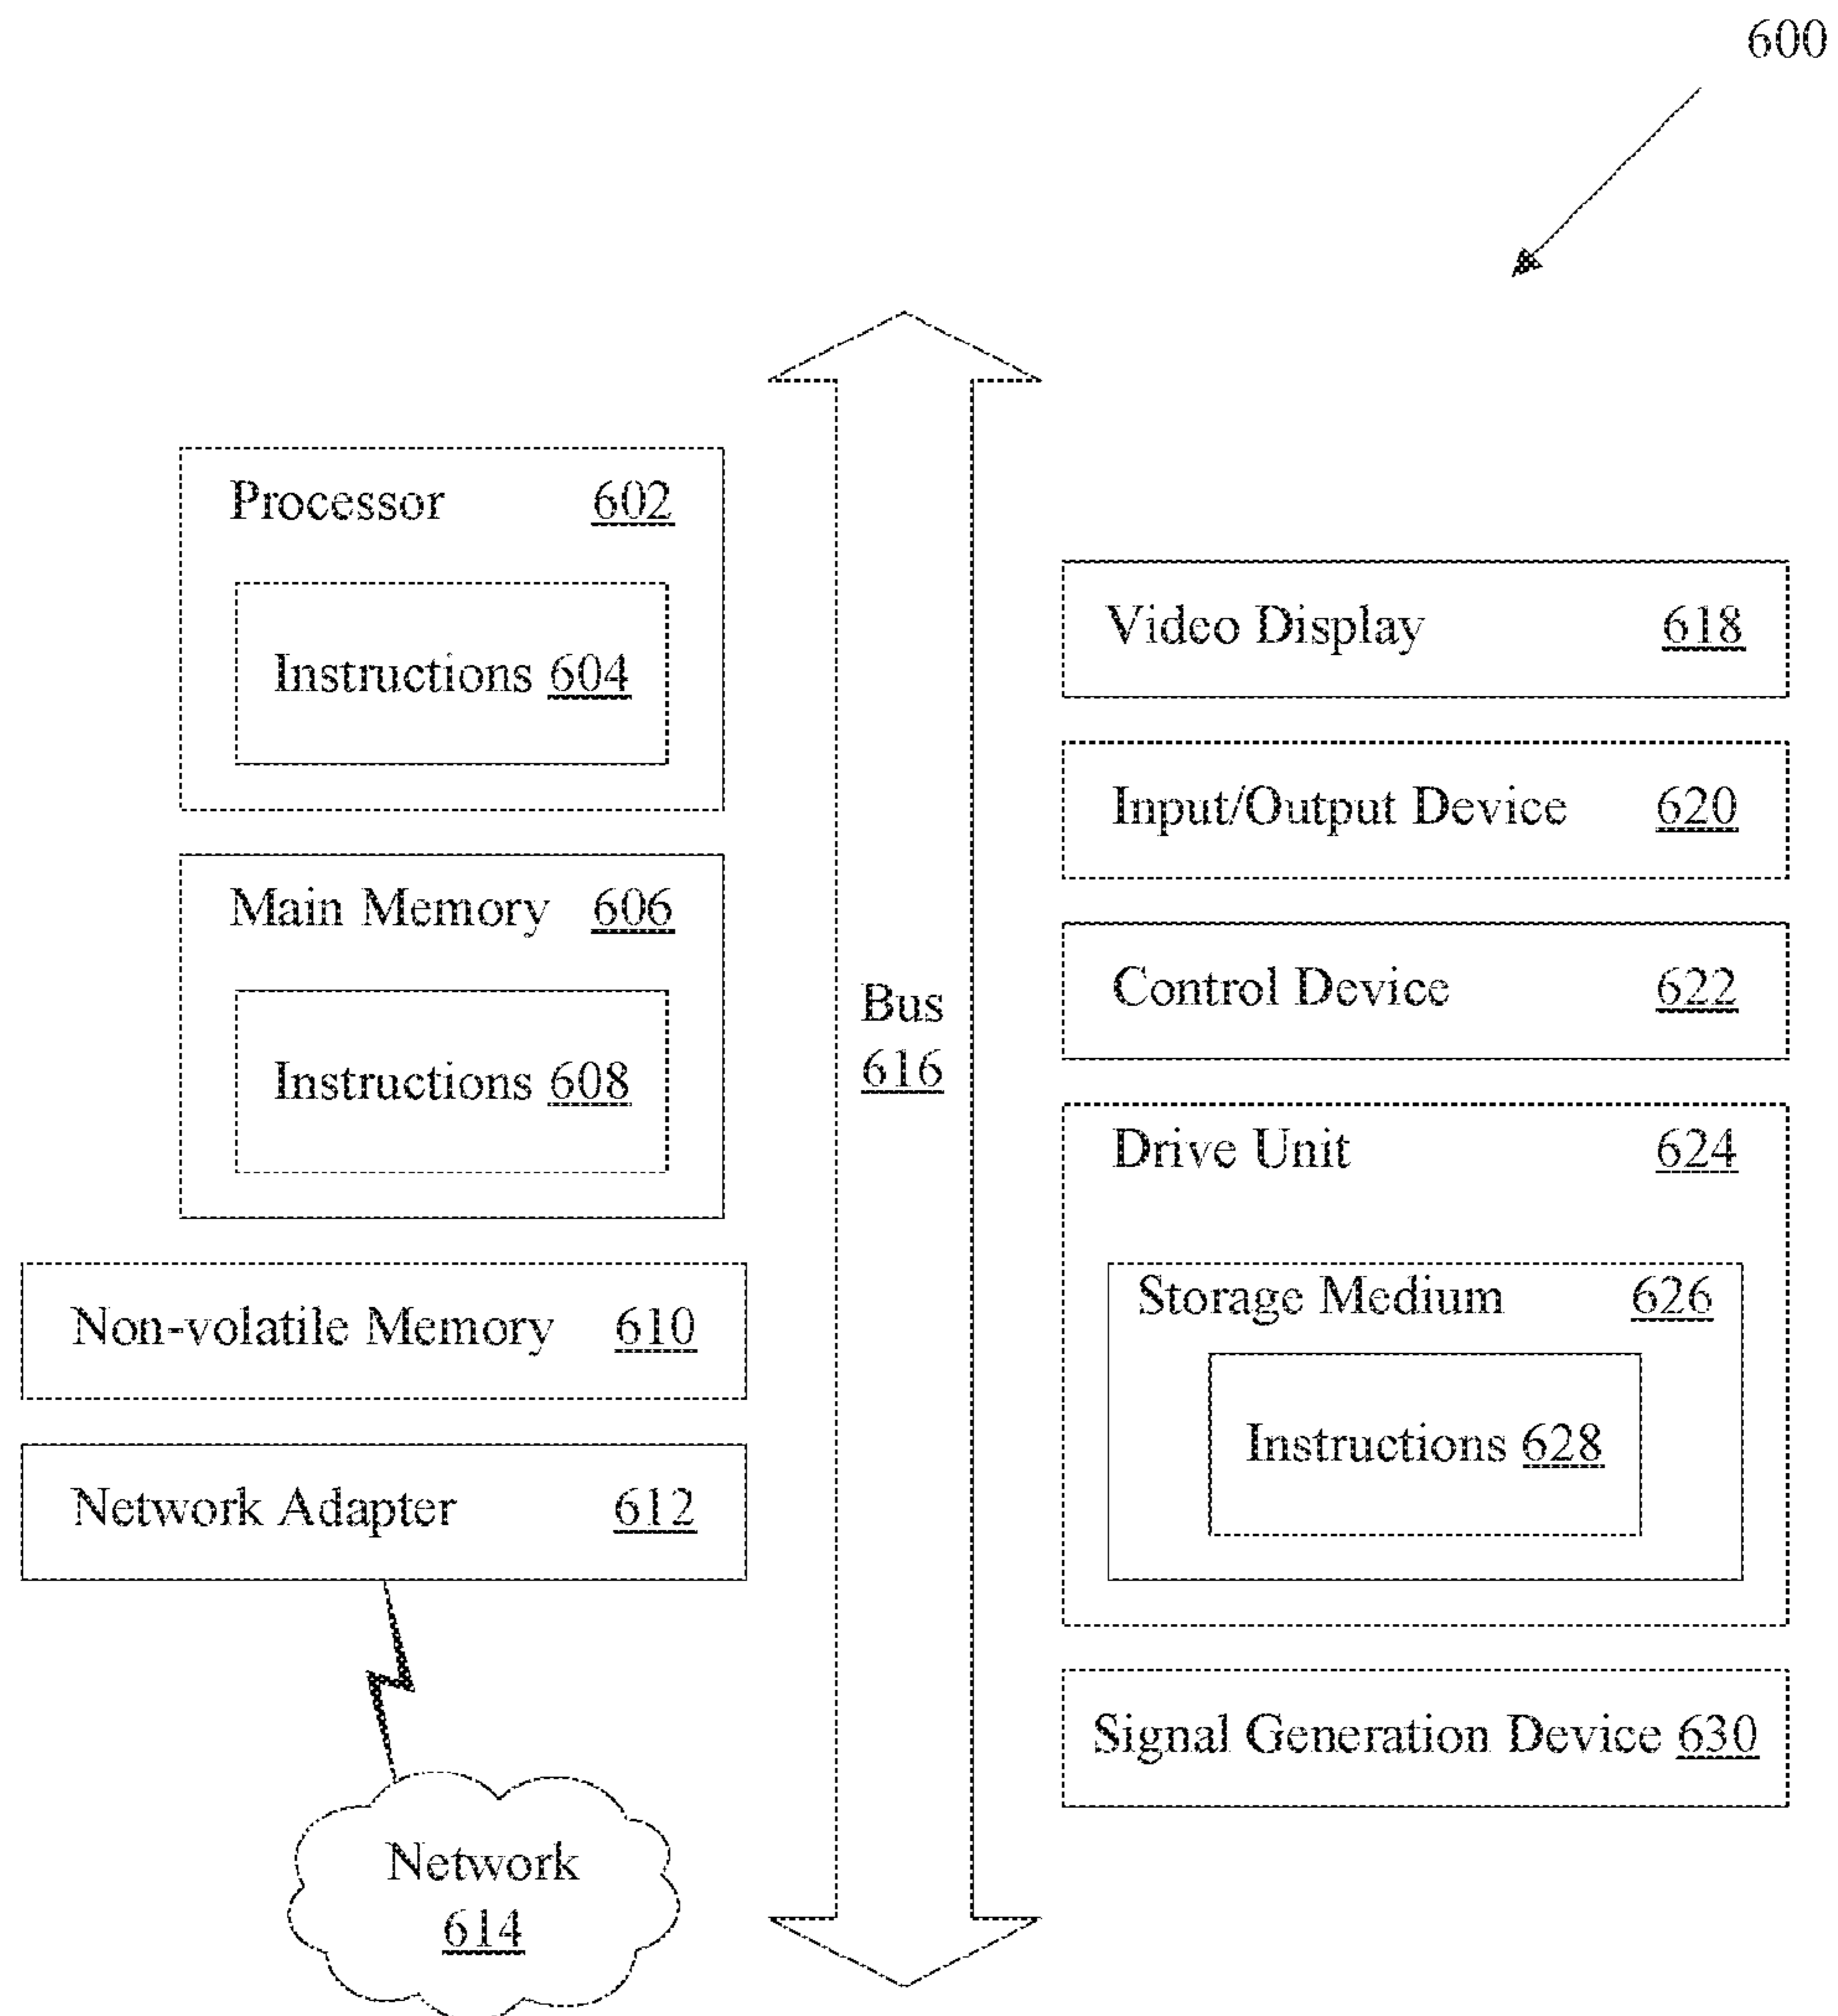 600
Processor 602
Instructions 604
Main Memory 606
Instructions 608
Non-volatile Memory 610
Network Adapter 612
Network
614
Bus
616
Video Display 618
Input/Output Device 620
Control Device 622
Drive Unit 624
Storage Medium 626
Instructions 628
Signal Generation Device 630